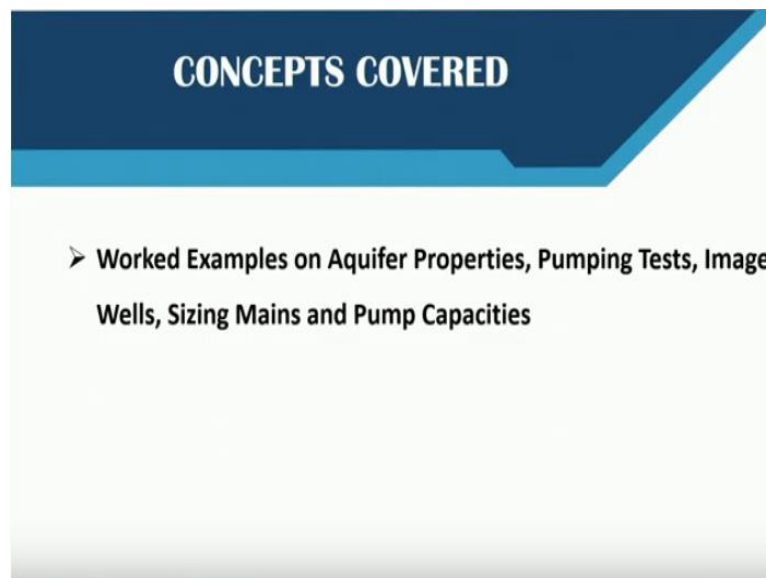 CONCEPTS COVERED
➢ Worked Examples on Aquifer Properties, Pumping Tests, Image
Wells, Sizing Mains and Pump Capacities